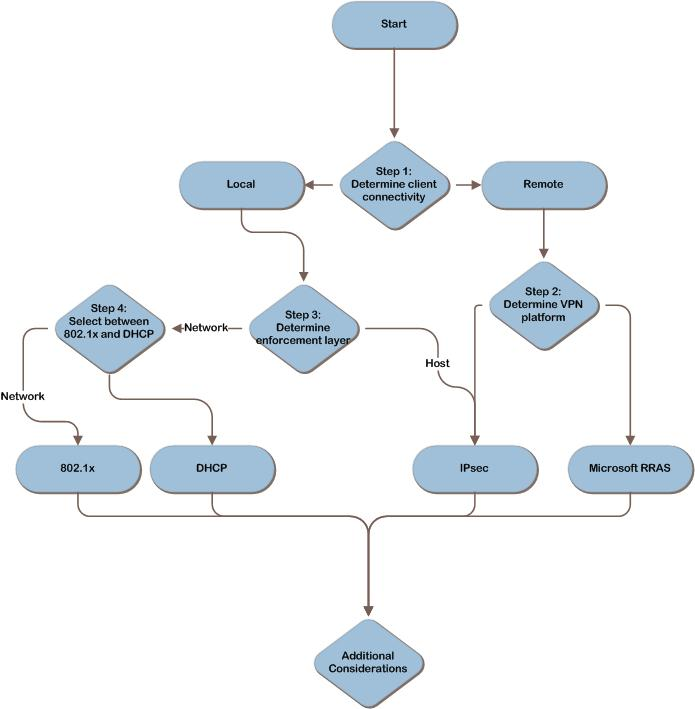 Start
Step 1:
Determine client
connectivity
Local
Remote
Step 2:
Determine VPN
platform
Step 3:
Determine
enforcement layer
Step 4:
Select between
802.1x and DHCP
Network
Host
Network
802.1x
DHCP
IPsec
Microsoft RRAS
Additional
Considerations